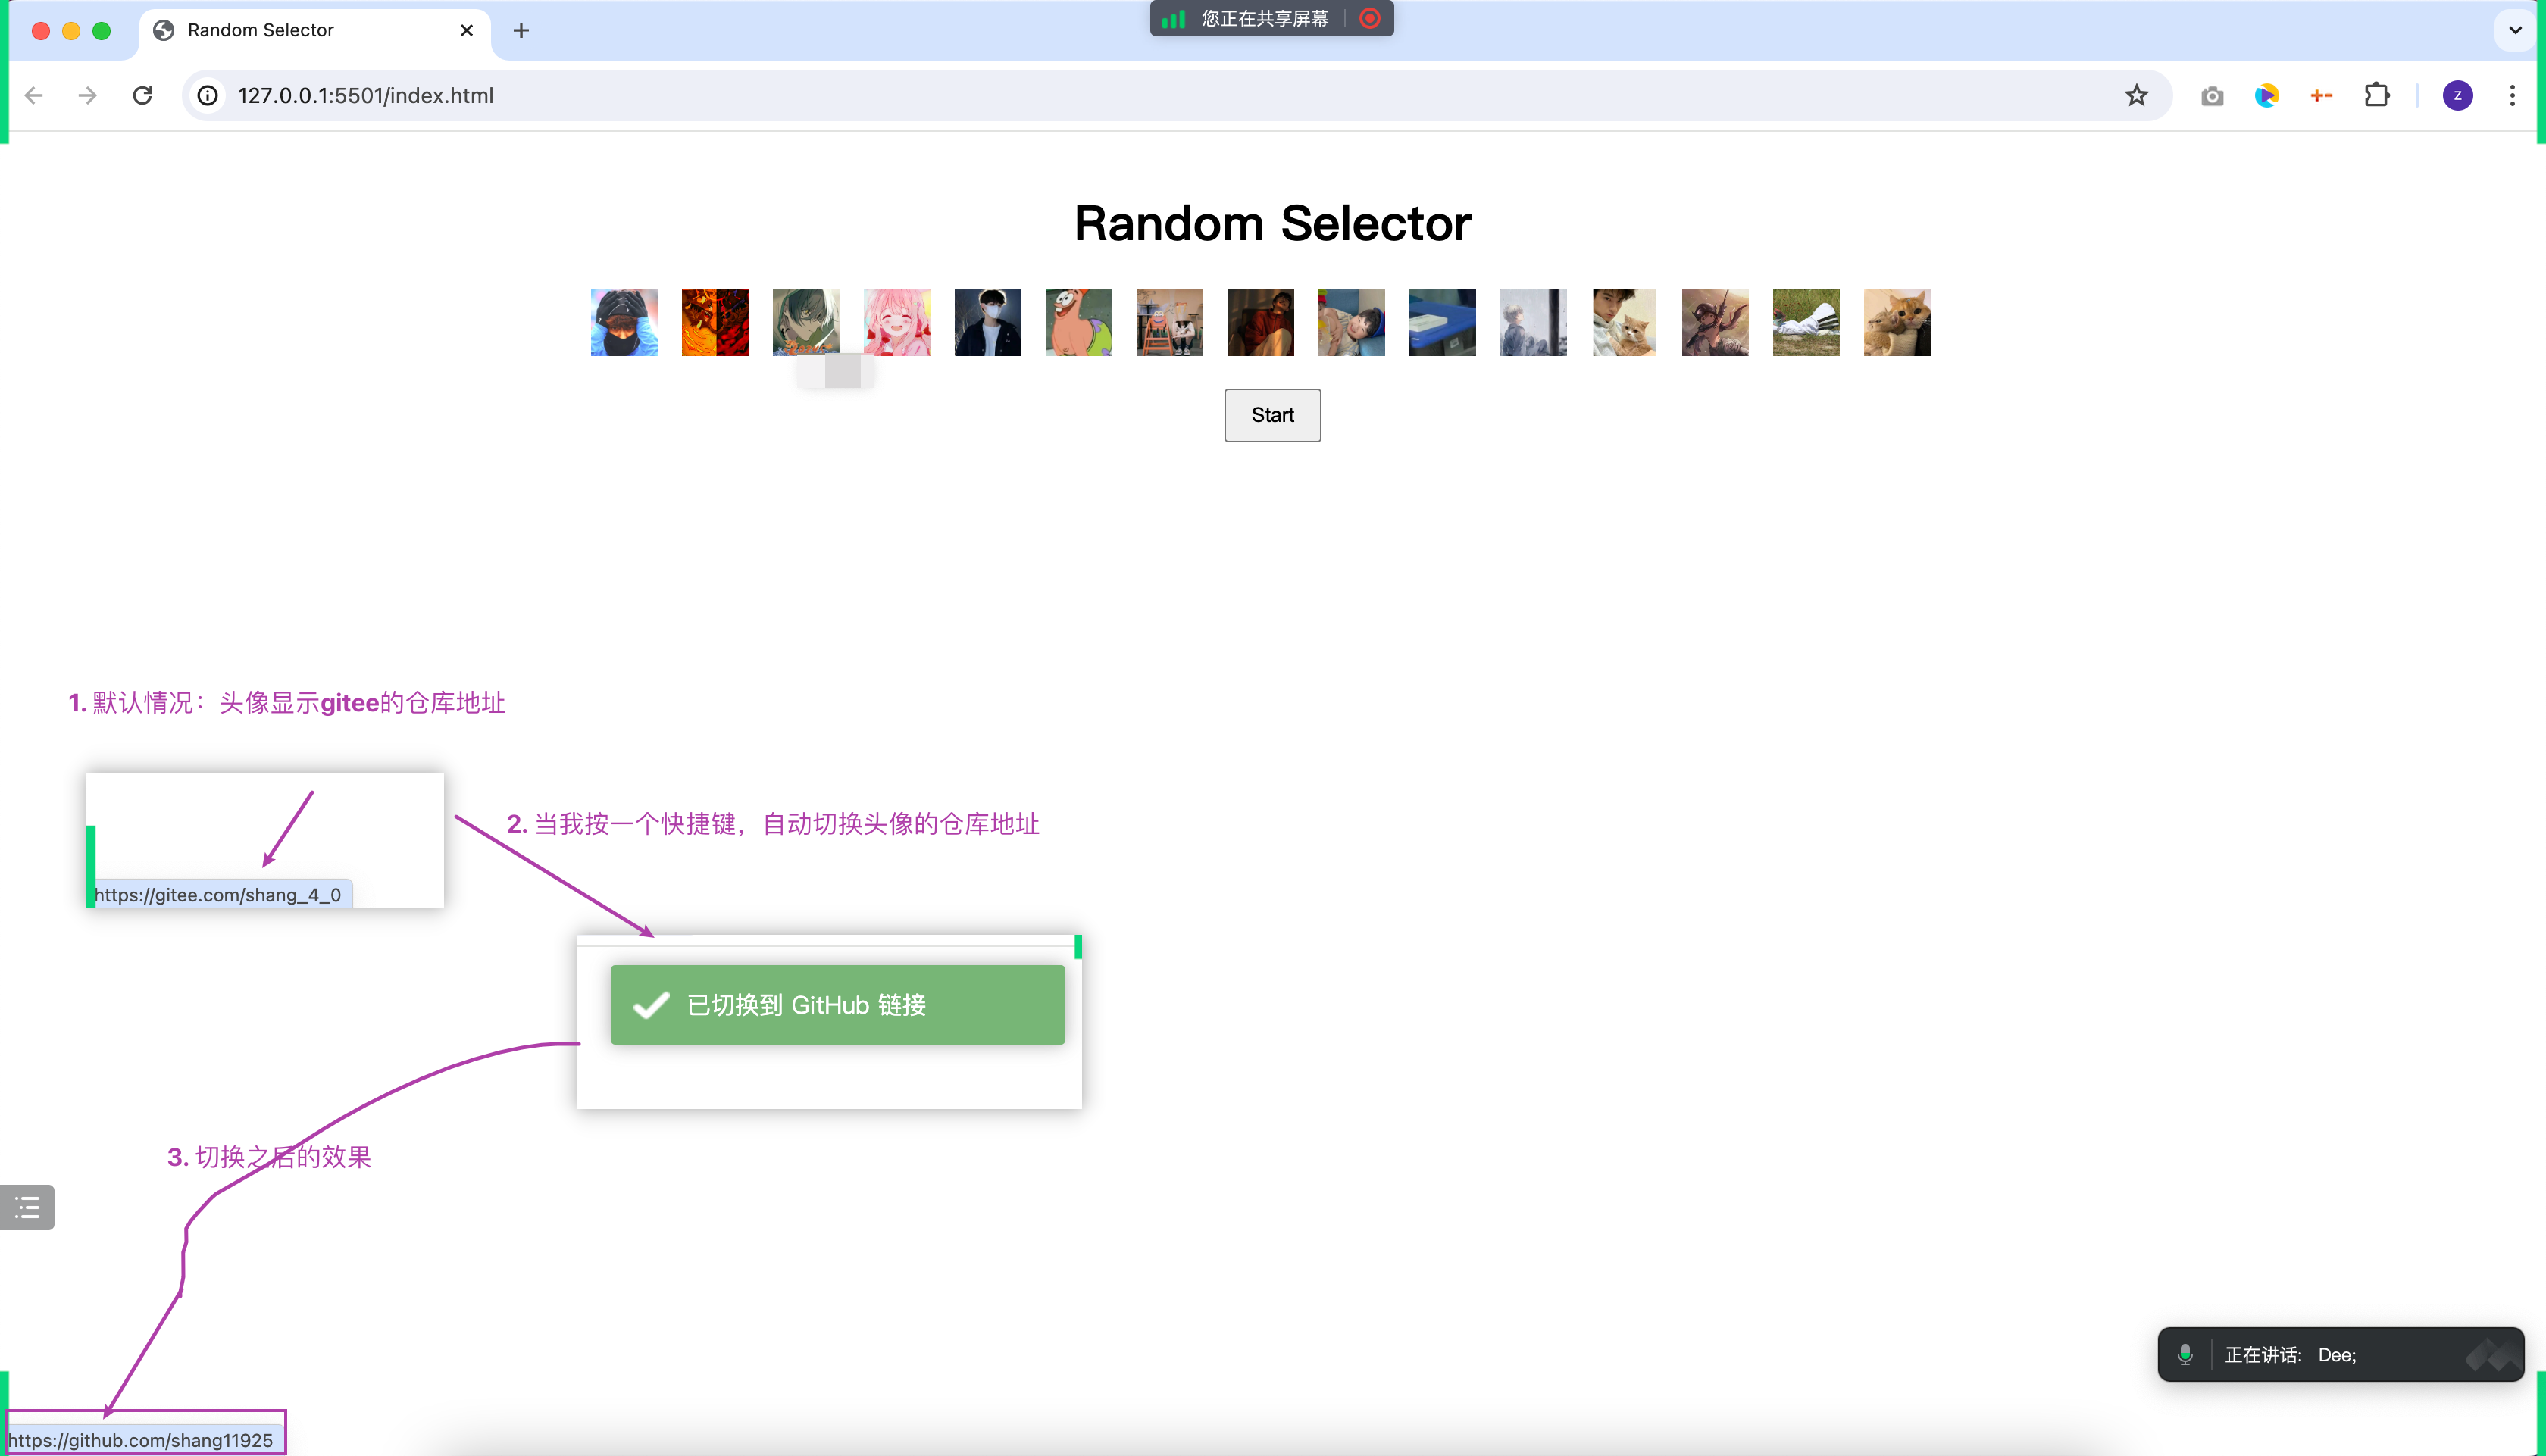 Random Selector
您正在共享屏幕
127.0.0.1:5501/index.html
z
Random Selector
Start
1. 默认情况：头像显示gitee的仓库地址
2. 当我按一个快捷键，自动切换头像的仓库地址
https://gitee.com/shang_4_0
已切换到 GitHub 链接
3. 切换之后的效果
正在讲话: Dee;
https://github.com/shang11925